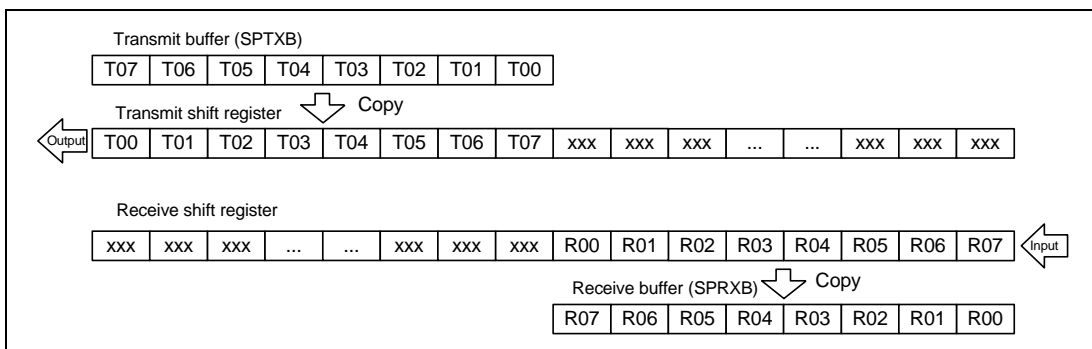 Transmit buffer (SPTXB)
T07 T06 T05 T04 T03 T02 T01 T00
Copy
Transmit shift register
Output T00 T01 T02 T03 T04 T05 T06 T07 xxx xxx xxx ... ... xxx xxx xxx
Receive shift register
xxx xxx xxx ... ... xxx xxx xxx R00 R01 R02 R03 R04 R05 R06 R07 Input
Receive buffer (SPRXB) Copy
R07 R06 R05 R04 R03 R02 R01 R00